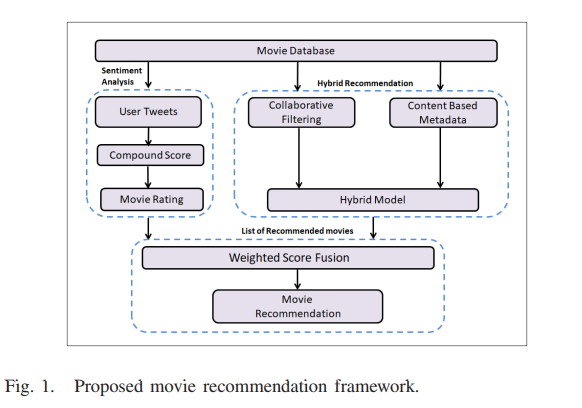 Movie Database
Sentiment
Analysis
Hybrid Recommendation
User Tweets
Collaborative
Filtering
Content Based
Metadata
Compound Score
Movie Rating
Hybrid Model
List of Recommended movies
Weighted Score Fusion
Movie
Recommendation
Fig. 1. Proposed movie recommendation framework.